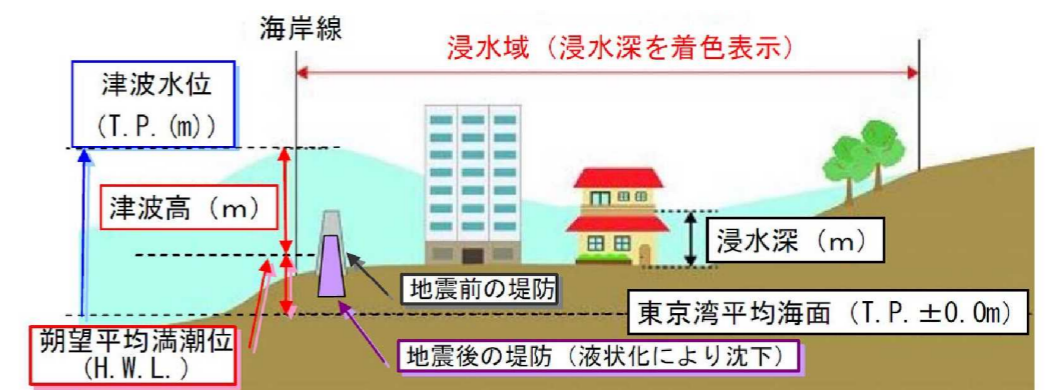 海岸線
浸水域（浸水深を着色表示）
津波水位
(T.P.(m))
津波高（ｍ）
浸水深（ｍ）
地震前の堤防
東京湾平均海面（T.P.±0.0m）
朔望平均満潮位
(H.W.L.)
地震後の堤防（液状化により沈下）